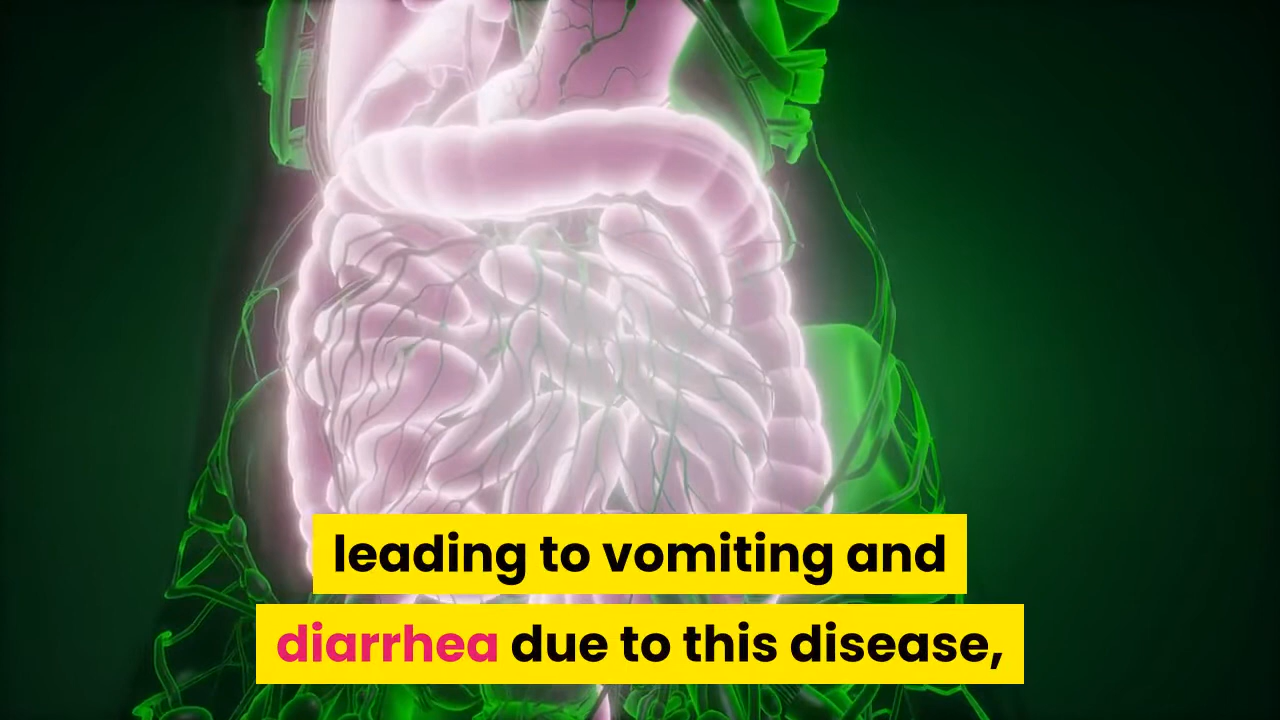 leading to vomiting and
diarrhea due to this disease,